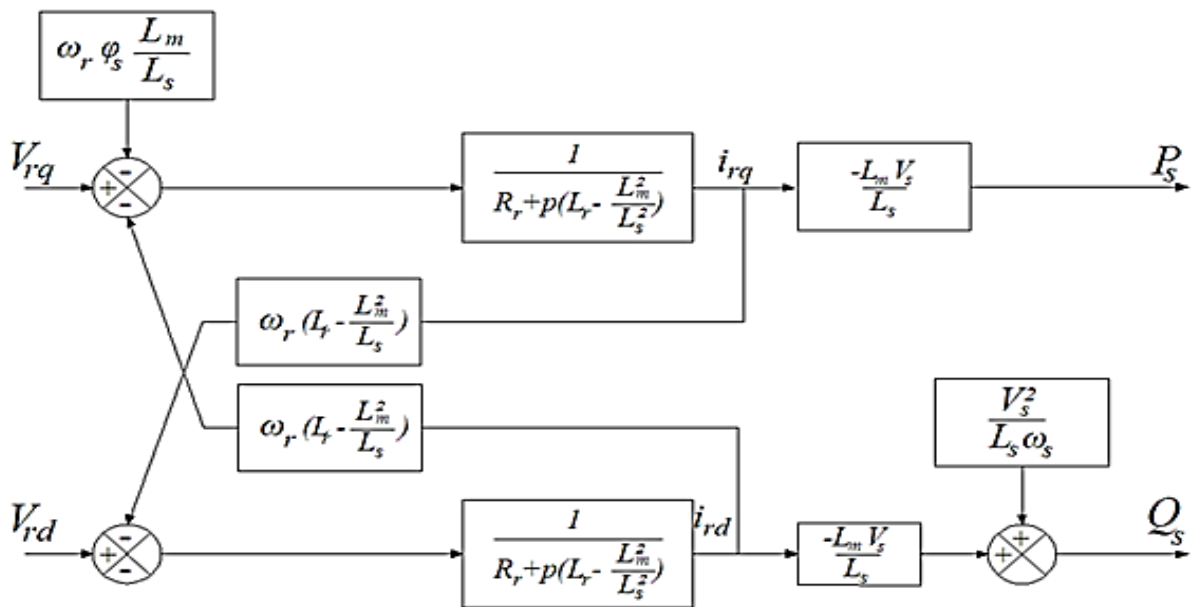 ω_r φ_s L_m/L_s
V_rq
+
-
-
1/(R_r+p(L_r - L_m^2/L_s^2))
i_rq
-L_m V_s/L_s
P_s
ω_r (L_r - L_m^2/L_s)
ω_r (L_r - L_m^2/L_s)
V_s^2/(L_s ω_s)
V_rd
+
-
-
1/(R_r+p(L_r - L_m^2/L_s^2))
i_rd
-L_m V_s/L_s
+
+
Q_s